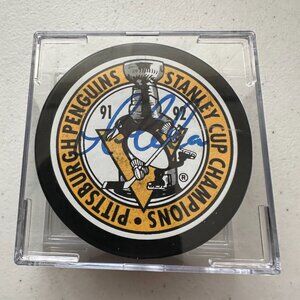 PITTSBURGH PENGUINS
STANLEY CUP CHAMPIONS •
91 92
®